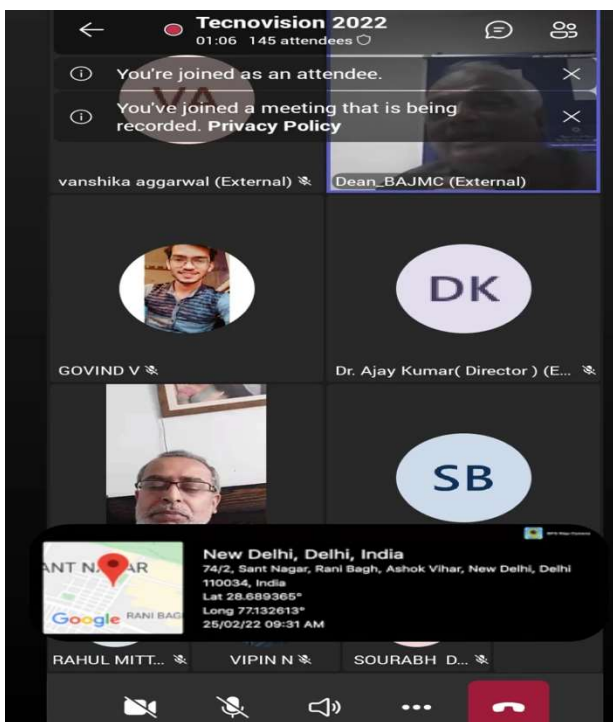 Tecnovision 2022
01:06 145 attendees
You're joined as an attendee.
You've joined a meeting that is being
recorded. Privacy Policy
VA
vanshika aggarwal (External)
Dean_BAJMC (External)
DK
GOVIND V
Dr. Ajay Kumar( Director ) (E...
SB
New Delhi, Delhi, India
74/2, Sant Nagar, Rani Bagh, Ashok Vihar, New Delhi, Delhi
110034, India
Lat 28.689365°
Long 77.132613°
25/02/22 09:31 AM
Google
RANI BAG
RAHUL MITT...
VIPIN N
SOURABH D...